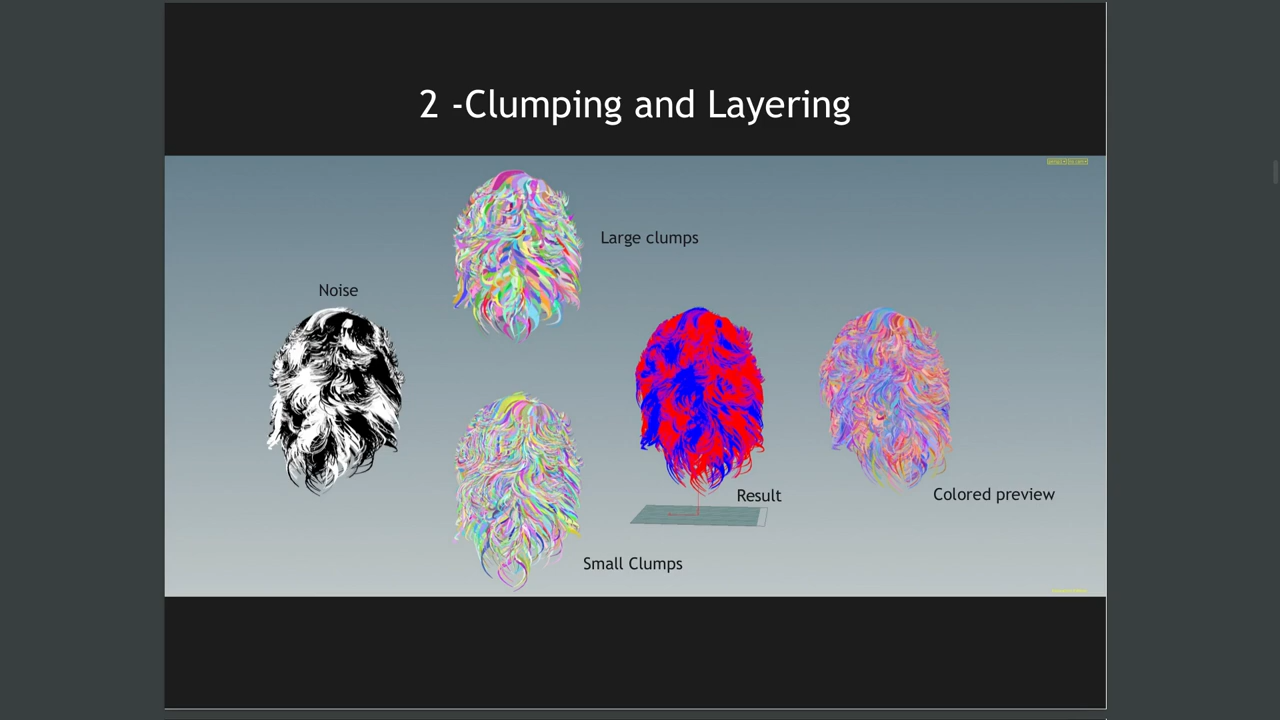 2 -Clumping and Layering
Large clumps
Noise
Result
Colored preview
Small Clumps